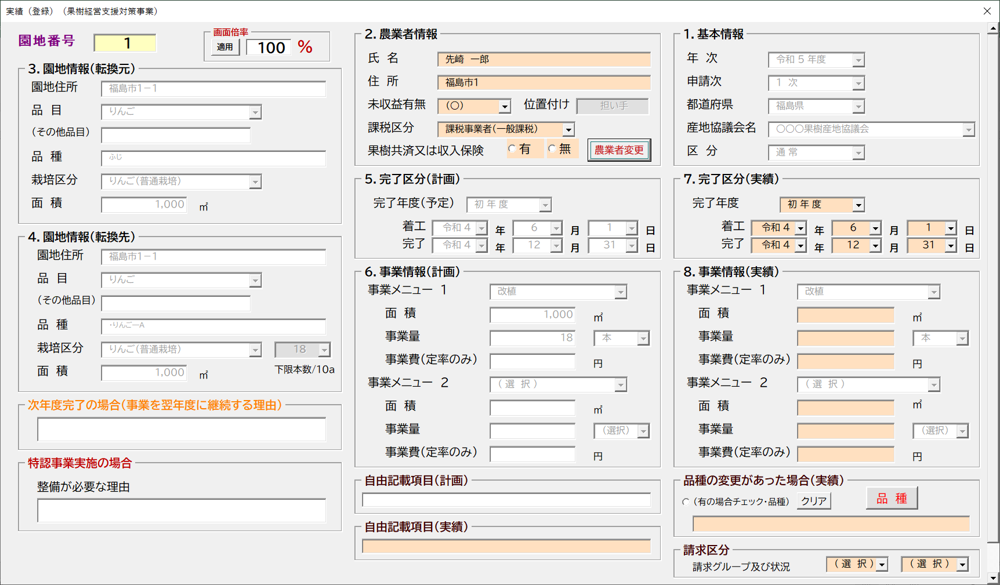 実績（登録）（果樹経営支援対策事業）
園地番号 1
画面倍率
適用 100 %
3. 園地情報（転換元）
園地住所 福島市1－1
品 目 りんご
（その他品目）
品 種 ふじ
栽培区分 りんご（普通栽培）
面 積 1,000 ㎡
4. 園地情報（転換先）
園地住所 福島市1－1
品 目 りんご
（その他品目）
品 種 ・りんご―A
栽培区分 りんご（普通栽培） 18
面 積 1,000 ㎡ 下限本数/10a
次年度完了の場合（事業を翌年度に継続する理由）
特認事業実施の場合
整備が必要な理由
2. 農業者情報
氏 名 先崎 一郎
住 所 福島市1
未収益有無 （〇） 位置付け 担い手
課税区分 課税事業者（一般課税）
果樹共済又は収入保険 有 無 農業者変更
5. 完了区分（計画）
完了年度（予定） 初 年 度
着工 令和 4 年 6 月 1 日
完了 令和 4 年 12 月 31 日
6. 事業情報（計画）
事業メニュー 1 改植
面 積 1,000 ㎡
事業量 18 本
事業費（定率のみ） 円
事業メニュー 2 （ 選 択 ）
面 積 ㎡
事業量 （選択）
事業費（定率のみ） 円
自由記載項目（計画）
自由記載項目（実績）
1. 基本情報
年 次 令和 5 年度
申請次 1 次
都道府県 福島県
産地協議会名 〇〇〇果樹産地協議会
区 分 通 常
7. 完了区分（実績）
完了年度 初 年 度
着工 令和 4 年 6 月 1 日
完了 令和 4 年 12 月 31 日
8. 事業情報（実績）
事業メニュー 1 改植
面 積 ㎡
事業量 本
事業費（定率のみ） 円
事業メニュー 2 （ 選 択 ）
面 積 ㎡
事業量 （選択）
事業費（定率のみ） 円
品種の変更があった場合（実績）
（有の場合チェック・品種） クリア 品 種
請求区分
請求グループ及び状況 （ 選 択 ） （ 選 択 ）